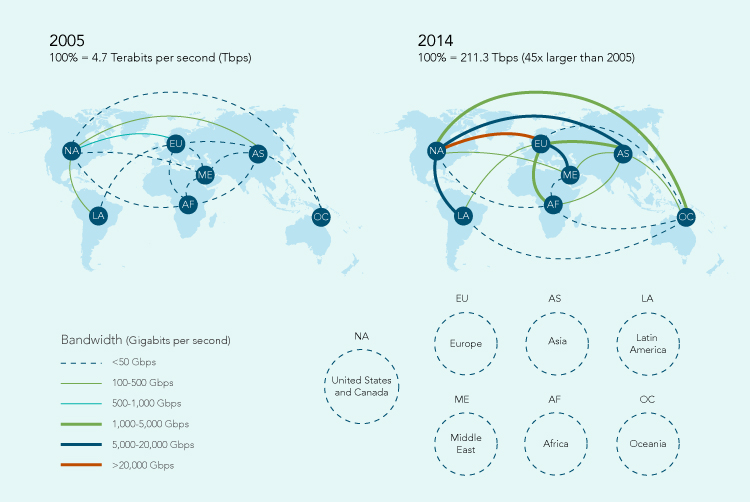 2005
100% = 4.7 Terabits per second (Tbps)
NA
EU
AS
ME
LA
AF
OC
2014
100% = 211.3 Tbps (45x larger than 2005)
NA
EU
AS
ME
LA
AF
OC
Bandwidth (Gigabits per second)
<50 Gbps
100-500 Gbps
500-1,000 Gbps
1,000-5,000 Gbps
5,000-20,000 Gbps
>20,000 Gbps
NA
United States
and Canada
EU
Europe
AS
Asia
LA
Latin
America
ME
Middle
East
AF
Africa
OC
Oceania